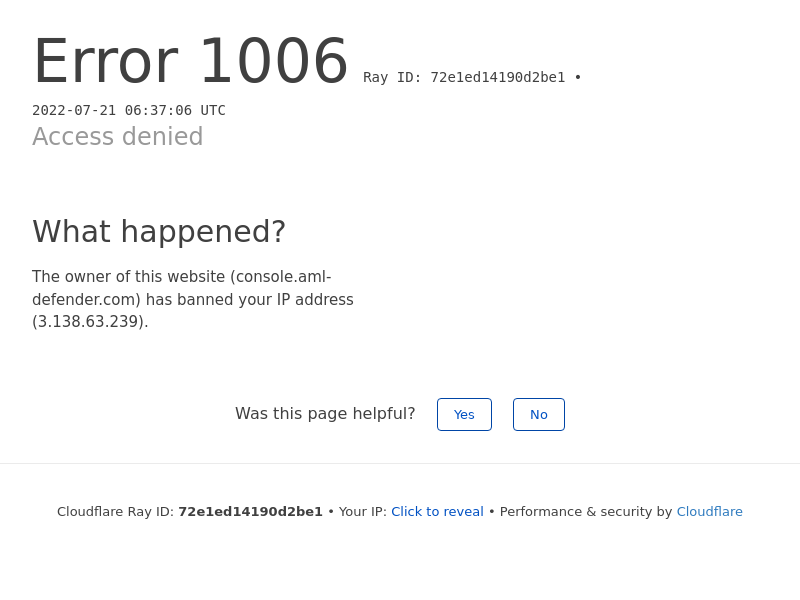 Error 1006 Ray ID: 72e1ed14190d2be1 •
2022-07-21 06:37:06 UTC
Access denied
What happened?
The owner of this website (console.aml-
defender.com) has banned your IP address
(3.138.63.239).
Was this page helpful? Yes No
Cloudflare Ray ID: 72e1ed14190d2be1 • Your IP: Click to reveal • Performance & security by Cloudflare